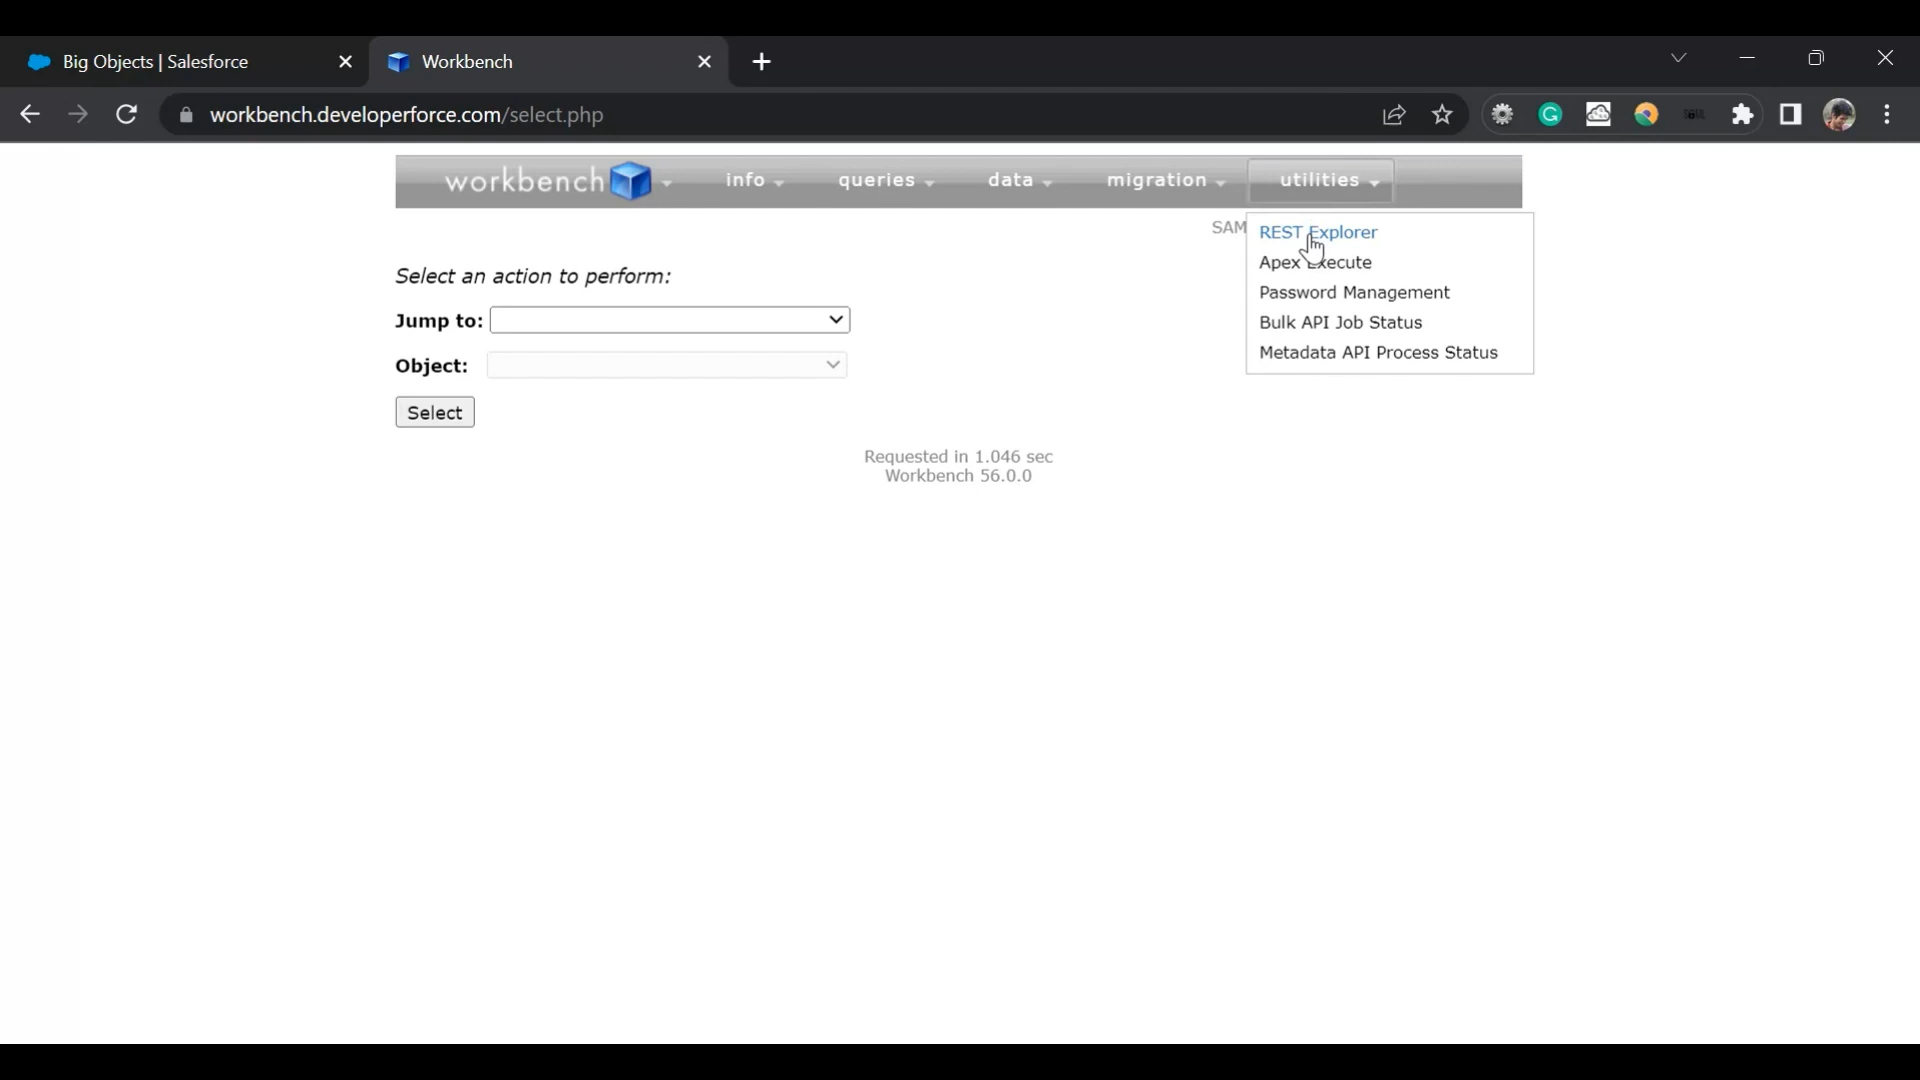 Big Objects | Salesforce
Workbench
workbench.developerforce.com/select.php
workbench
info
queries
data
migration
utilities
SAM
REST Explorer
Apex Execute
Password Management
Bulk API Job Status
Metadata API Process Status
Select an action to perform:
Jump to:
Object:
Select
Requested in 1.046 sec
Workbench 56.0.0